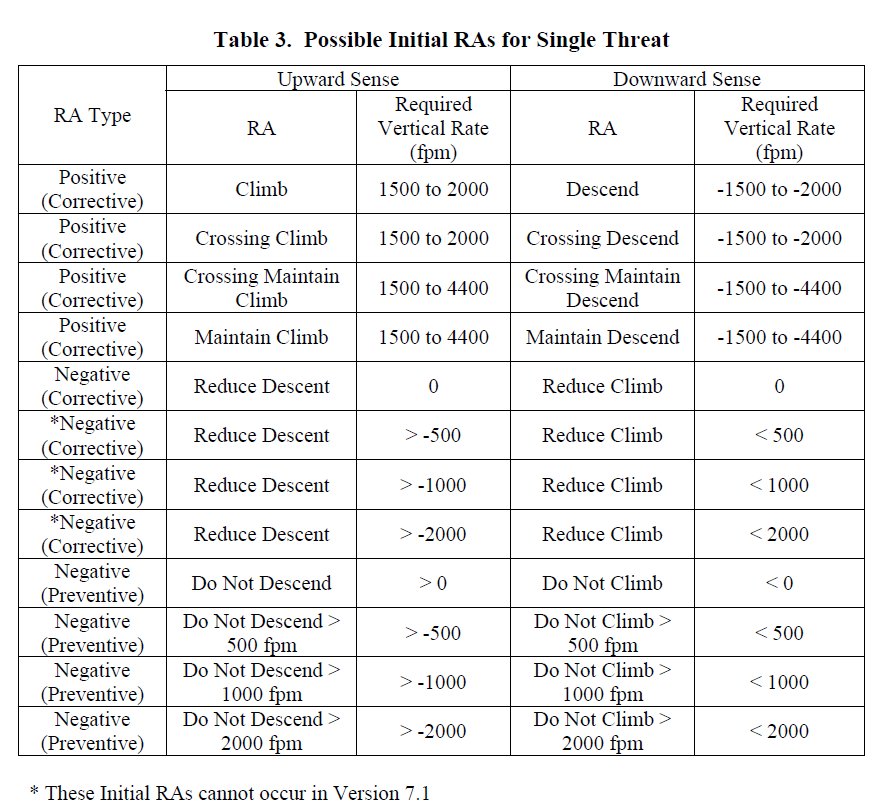 Table 3.  Possible Initial RAs for Single Threat
RA Type
Upward Sense
Downward Sense
RA
Required
Vertical Rate
(fpm)
RA
Required
Vertical Rate
(fpm)
Positive
(Corrective)
Climb
1500 to 2000
Descend
-1500 to -2000
Positive
(Corrective)
Crossing Climb
1500 to 2000
Crossing Descend
-1500 to -2000
Positive
(Corrective)
Crossing Maintain
Climb
1500 to 4400
Crossing Maintain
Descend
-1500 to -4400
Positive
(Corrective)
Maintain Climb
1500 to 4400
Maintain Descend
-1500 to -4400
Negative
(Corrective)
Reduce Descent
0
Reduce Climb
0
*Negative
(Corrective)
Reduce Descent
> -500
Reduce Climb
< 500
*Negative
(Corrective)
Reduce Descent
> -1000
Reduce Climb
< 1000
*Negative
(Corrective)
Reduce Descent
> -2000
Reduce Climb
< 2000
Negative
(Preventive)
Do Not Descend
> 0
Do Not Climb
< 0
Negative
(Preventive)
Do Not Descend >
500 fpm
> -500
Do Not Climb >
500 fpm
< 500
Negative
(Preventive)
Do Not Descend >
1000 fpm
> -1000
Do Not Climb >
1000 fpm
< 1000
Negative
(Preventive)
Do Not Descend >
2000 fpm
> -2000
Do Not Climb >
2000 fpm
< 2000
* These Initial RAs cannot occur in Version 7.1